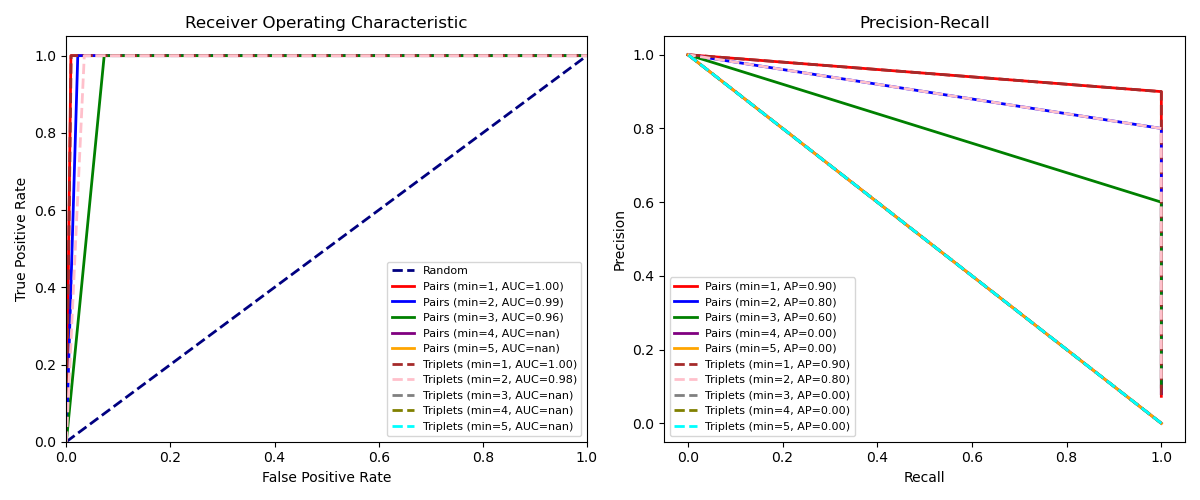 Receiver Operating Characteristic
True Positive Rate
1.0
0.8
0.6
0.4
0.2
0.0
Random
Pairs (min=1, AUC=1.00)
Pairs (min=2, AUC=0.99)
Pairs (min=3, AUC=0.96)
Pairs (min=4, AUC=nan)
Pairs (min=5, AUC=nan)
Triplets (min=1, AUC=1.00)
Triplets (min=2, AUC=0.98)
Triplets (min=3, AUC=nan)
Triplets (min=4, AUC=nan)
Triplets (min=5, AUC=nan)
0.0 0.2 0.4 0.6 0.8 1.0
False Positive Rate
Precision-Recall
Precision
1.0
0.8
0.6
0.4
0.2
0.0
Pairs (min=1, AP=0.90)
Pairs (min=2, AP=0.80)
Pairs (min=3, AP=0.60)
Pairs (min=4, AP=0.00)
Pairs (min=5, AP=0.00)
Triplets (min=1, AP=0.90)
Triplets (min=2, AP=0.80)
Triplets (min=3, AP=0.00)
Triplets (min=4, AP=0.00)
Triplets (min=5, AP=0.00)
0.0 0.2 0.4 0.6 0.8 1.0
Recall